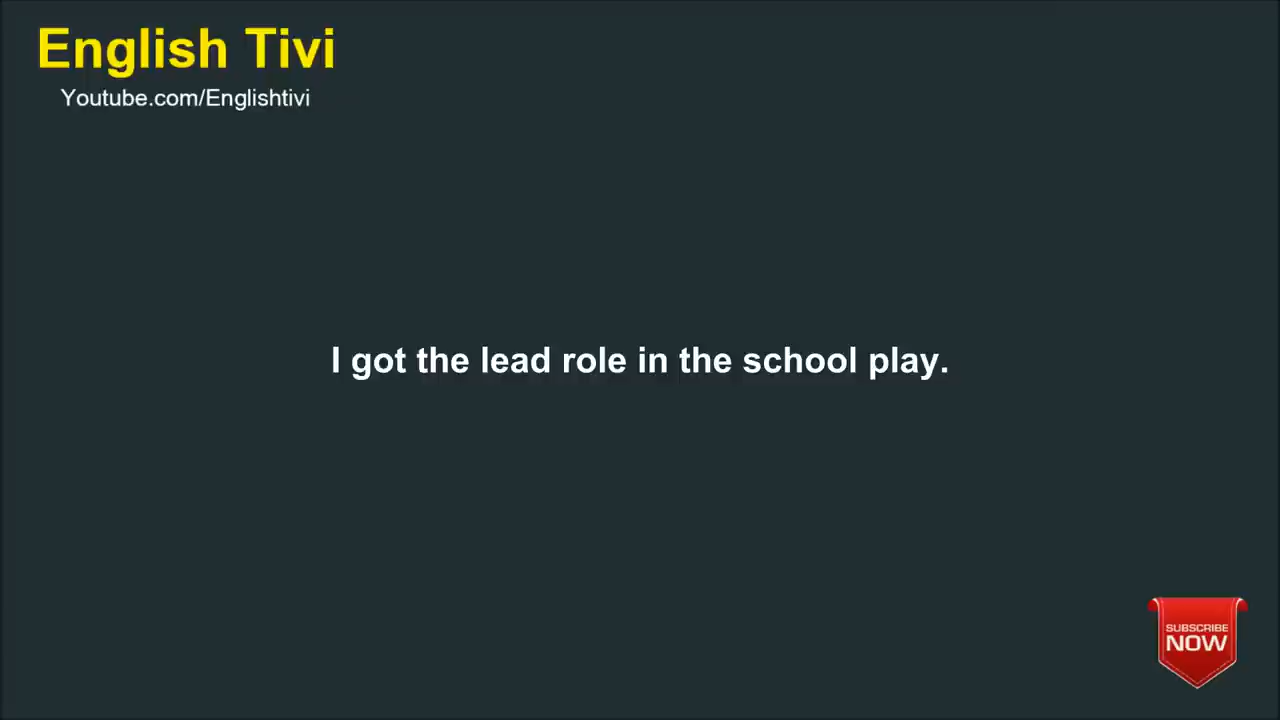 English Tivi
Youtube.com/Englishtivi
I got the lead role in the school play.
SUBSCRIBE
NOW